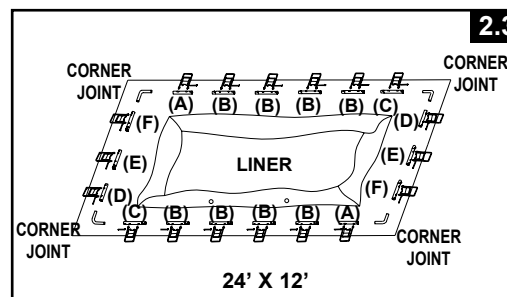 2.3
CORNER JOINT
CORNER JOINT
(A) (B) (B) (B) (B) (C)
(F) (D)
(E) LINER (E)
(D) (F)
(C) (B) (B) (B) (B) (A)
CORNER JOINT
CORNER JOINT
24' X 12'